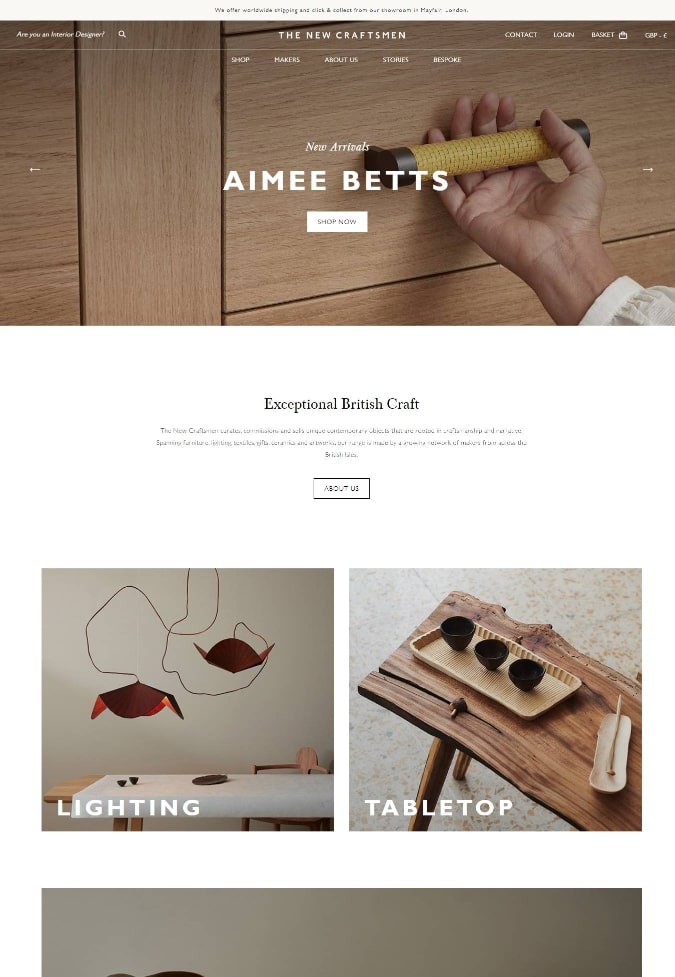 We offer worldwide shipping and click & collect from our showroom in Mayfair, London.
Are you an Interior Designer?
THE NEW CRAFTSMEN
CONTACT LOGIN BASKET GBP - £
SHOP MAKERS ABOUT US STORIES BESPOKE
New Arrivals
AIMEE BETTS
SHOP NOW
Exceptional British Craft
The New Craftsmen curates, commissions and sells unique contemporary objects that are rooted in craftsmanship and narrative.
Spanning furniture, lighting, textiles, gifts, ceramics and artworks, our range is made by a growing network of makers from across the
British Isles.
ABOUT US
LIGHTING
TABLETOP